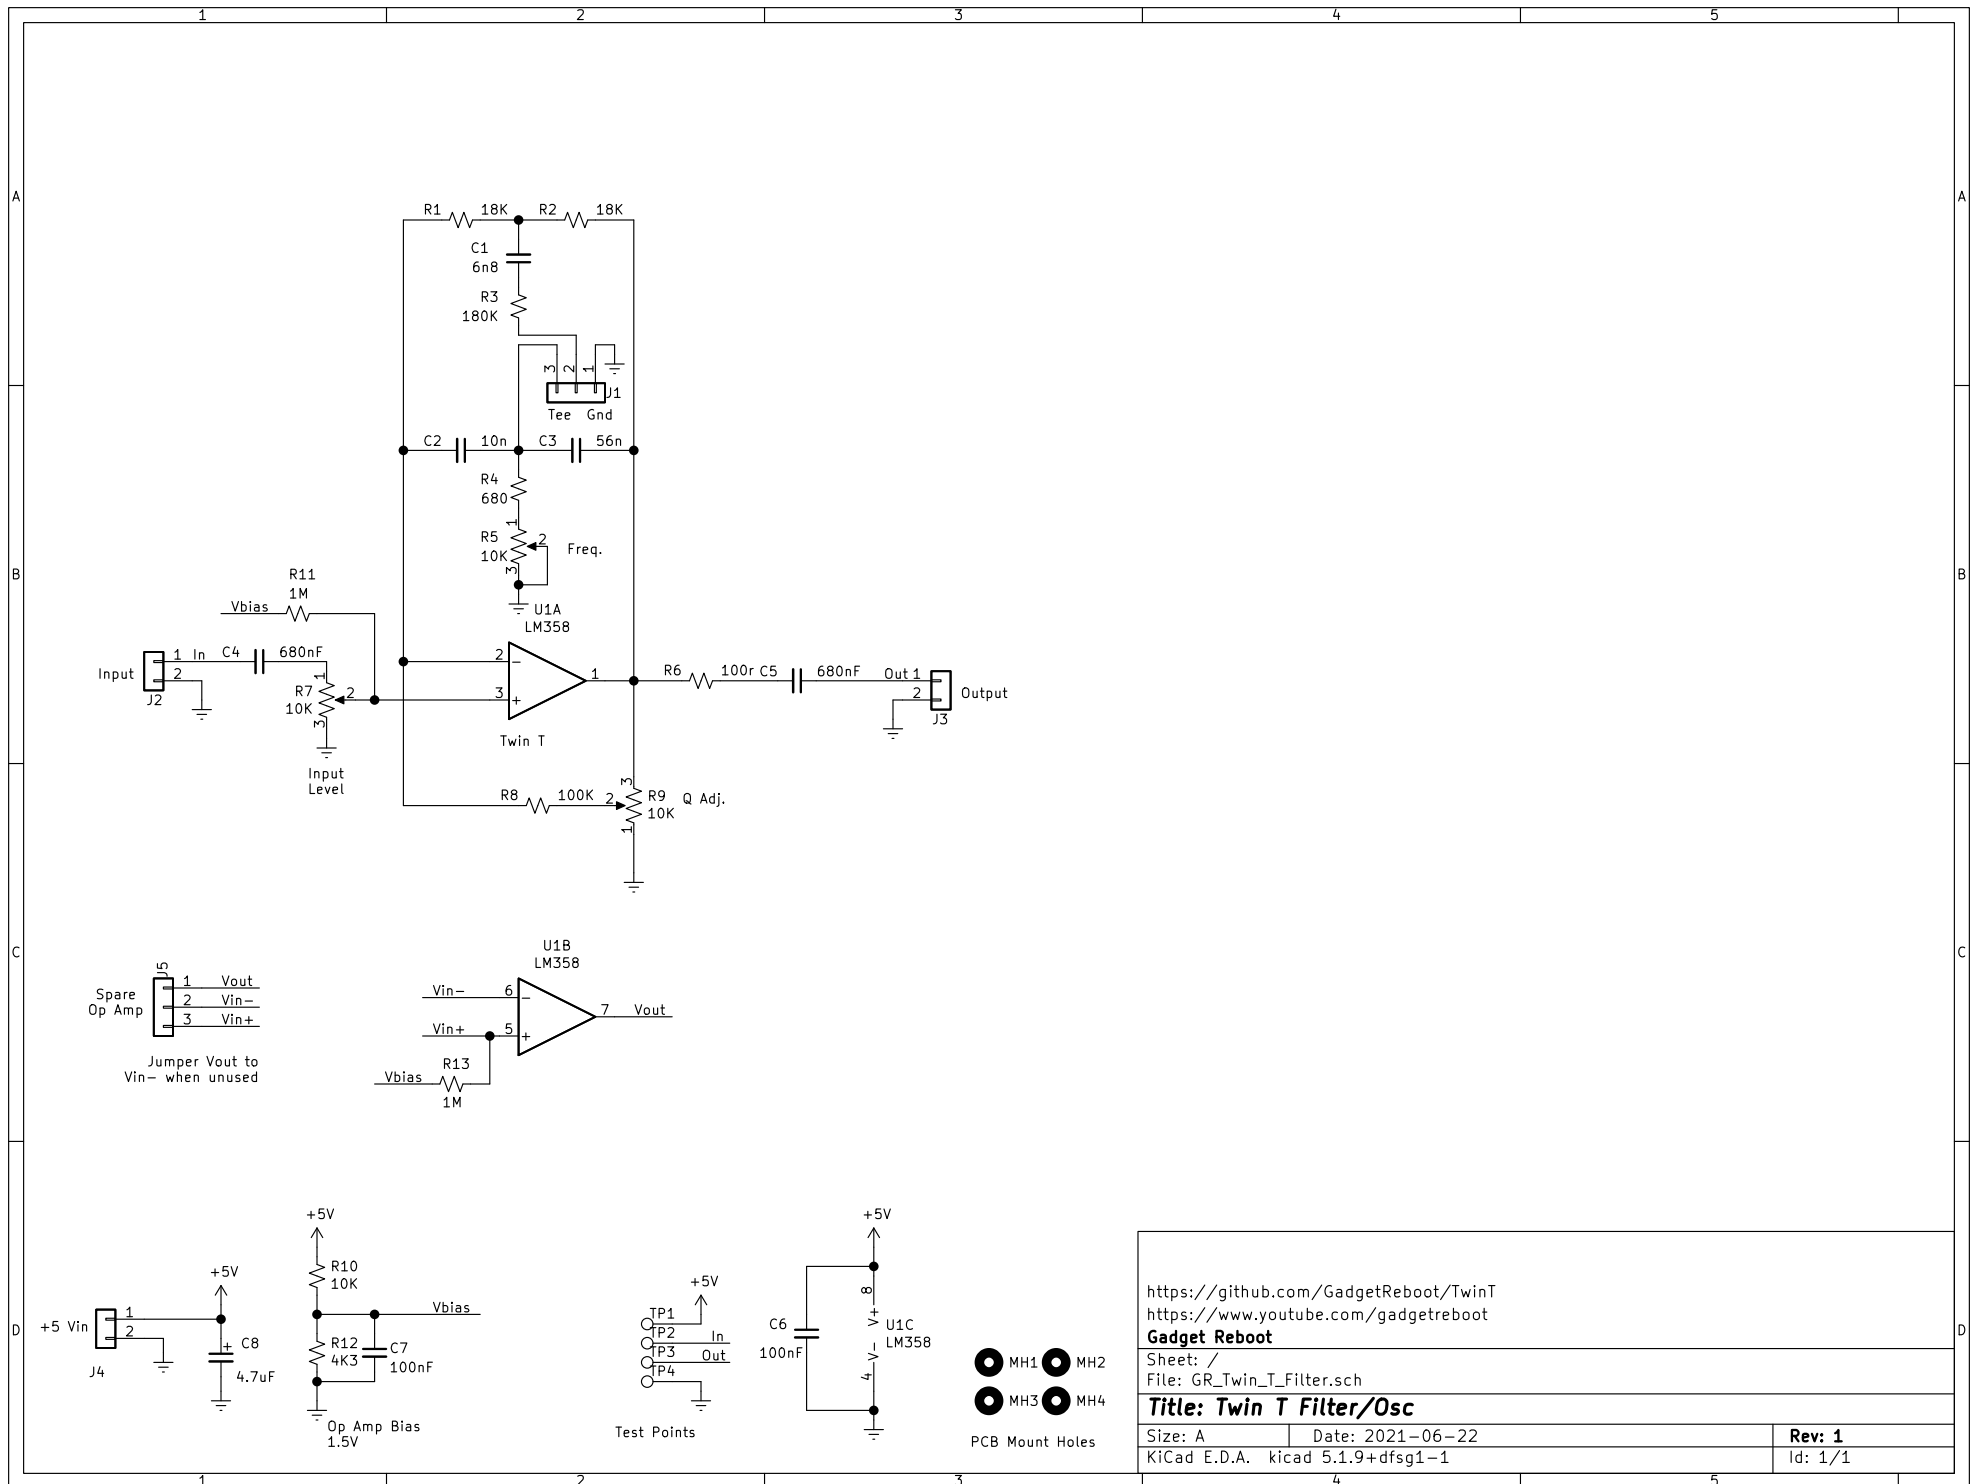 1 2 3 4 5
A A
R1 18K R2 18K
C1
6n8
R3
180K
3 2 1
J1
Tee Gnd
C2 10n C3 56n
R4
680
1
R5 2
10K
3
Freq.
B B
R11
1M
Vbias
U1A
LM358
Input
1 In C4 680nF
2
J2
1
R7 2
10K
3
Input
Level
2 −
3 +
1
Twin T
R6 100r C5 680nF Out 1
2
J3
Output
R8 100K 2
3
R9
10K
1
Q Adj.
C C
J5
Spare
Op Amp
1 Vout
2 Vin−
3 Vin+
Jumper Vout to
Vin− when unused
U1B
LM358
Vin− 6 −
Vin+ 5 +
7 Vout
R13
Vbias
1M
D D
+5 Vin
1
2
J4
+5V
+ C8
4.7uF
+5V
R10
10K
Vbias
R12
4K3
C7
100nF
Op Amp Bias
1.5V
+5V
TP1
TP2 In
TP3 Out
TP4
Test Points
+5V
C6
100nF
8
V+
U1C
LM358
V−
4
MH1 MH2
MH3 MH4
PCB Mount Holes
https://github.com/GadgetReboot/TwinT
https://www.youtube.com/gadgetreboot
Gadget Reboot
Sheet: /
File: GR_Twin_T_Filter.sch
Title: Twin T Filter/Osc
Size: A Date: 2021-06-22 Rev: 1
KiCad E.D.A. kicad 5.1.9+dfsg1-1 Id: 1/1
1 2 3 4 5